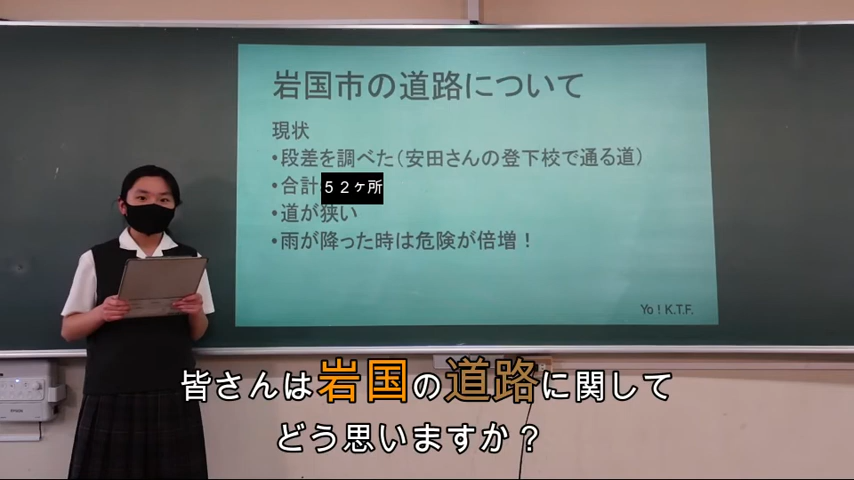 岩国市の道路について
現状
・段差を調べた（安田さんの登下校で通る道）
・合計５２ヶ所
・道が狭い
・雨が降った時は危険が倍増！
Yo！K.T.F.
皆さんは岩国の道路に関して
どう思いますか？